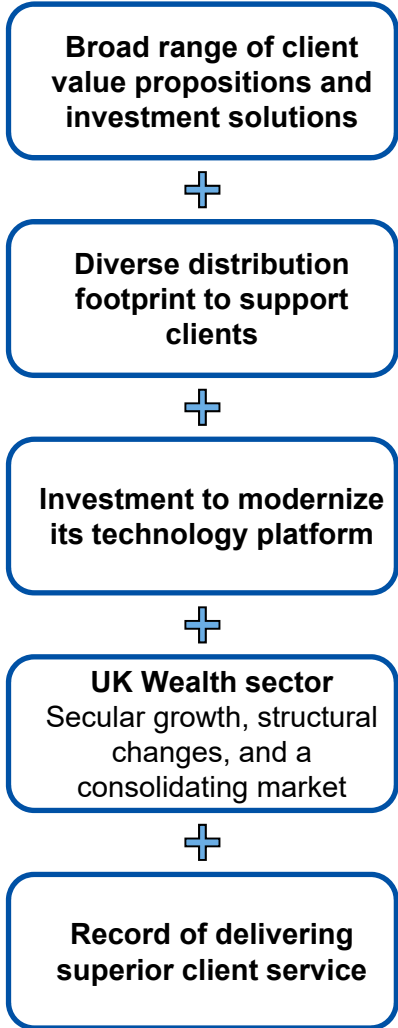 Broad range of client
value propositions and
investment solutions
Diverse distribution
footprint to support
clients
Investment to modernize
its technology platform
UK Wealth sector
Secular growth, structural
changes, and a
consolidating market
Record of delivering
superior client service